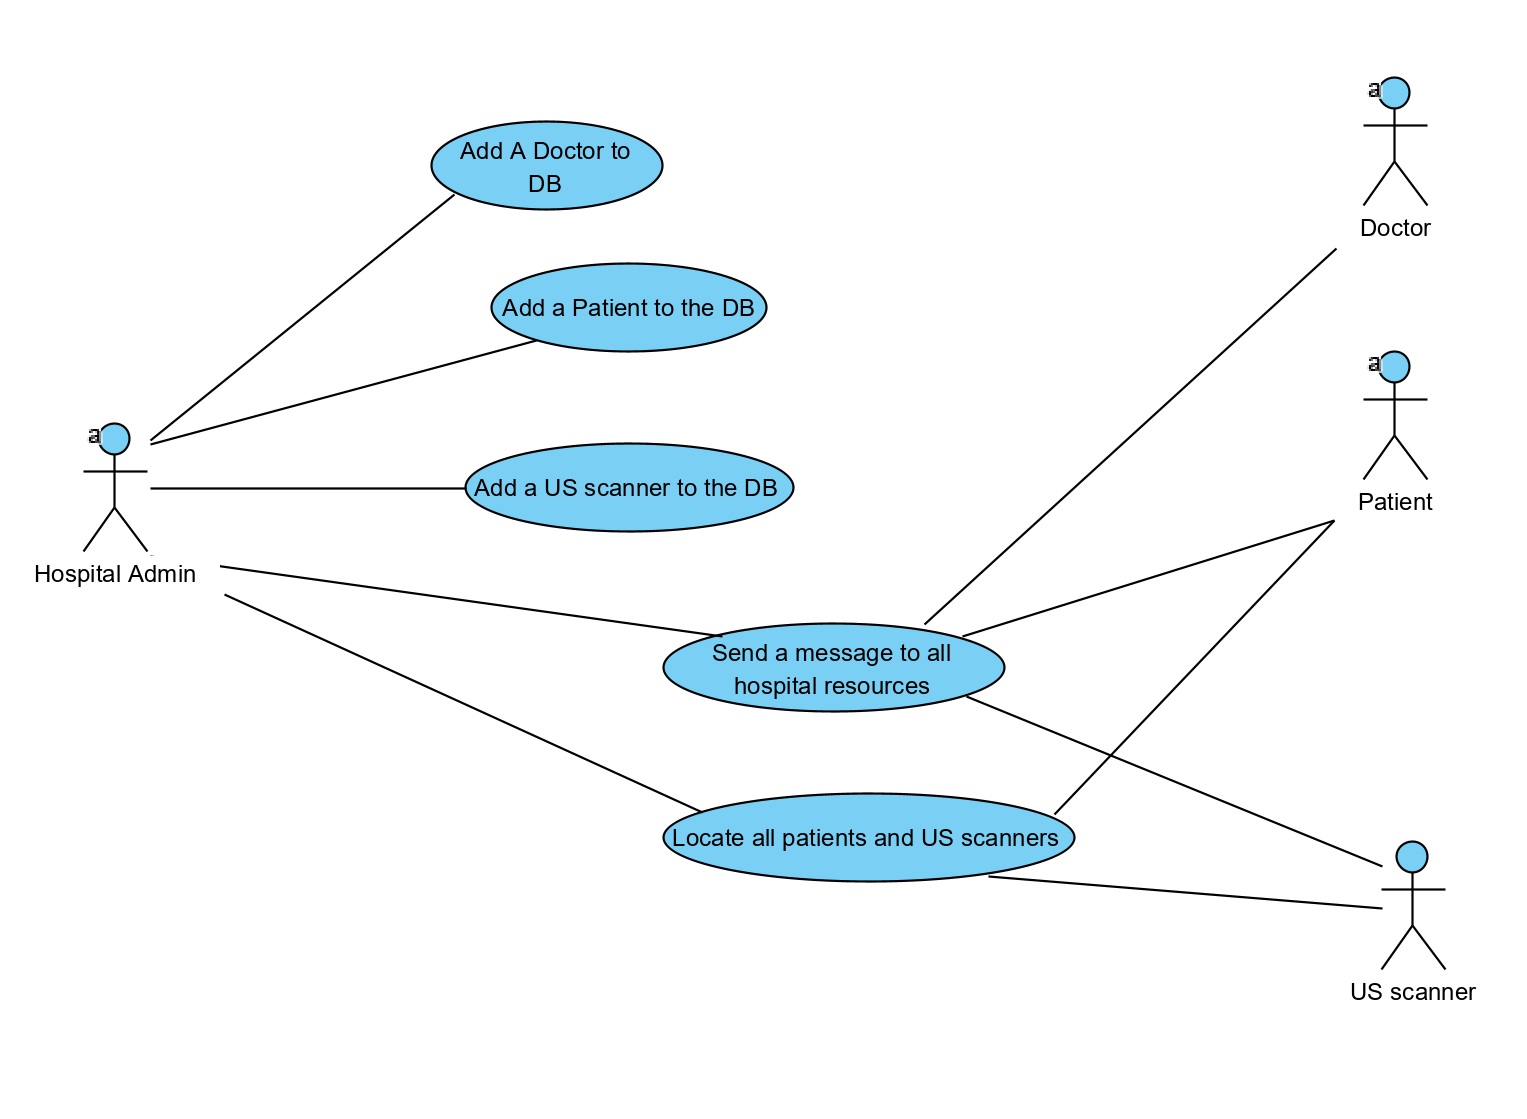 Add A Doctor to
DB
Add a Patient to the DB
Add a US scanner to the DB
Hospital Admin
Send a message to all
hospital resources
Locate all patients and US scanners
a
Doctor
a
Patient
a
US scanner